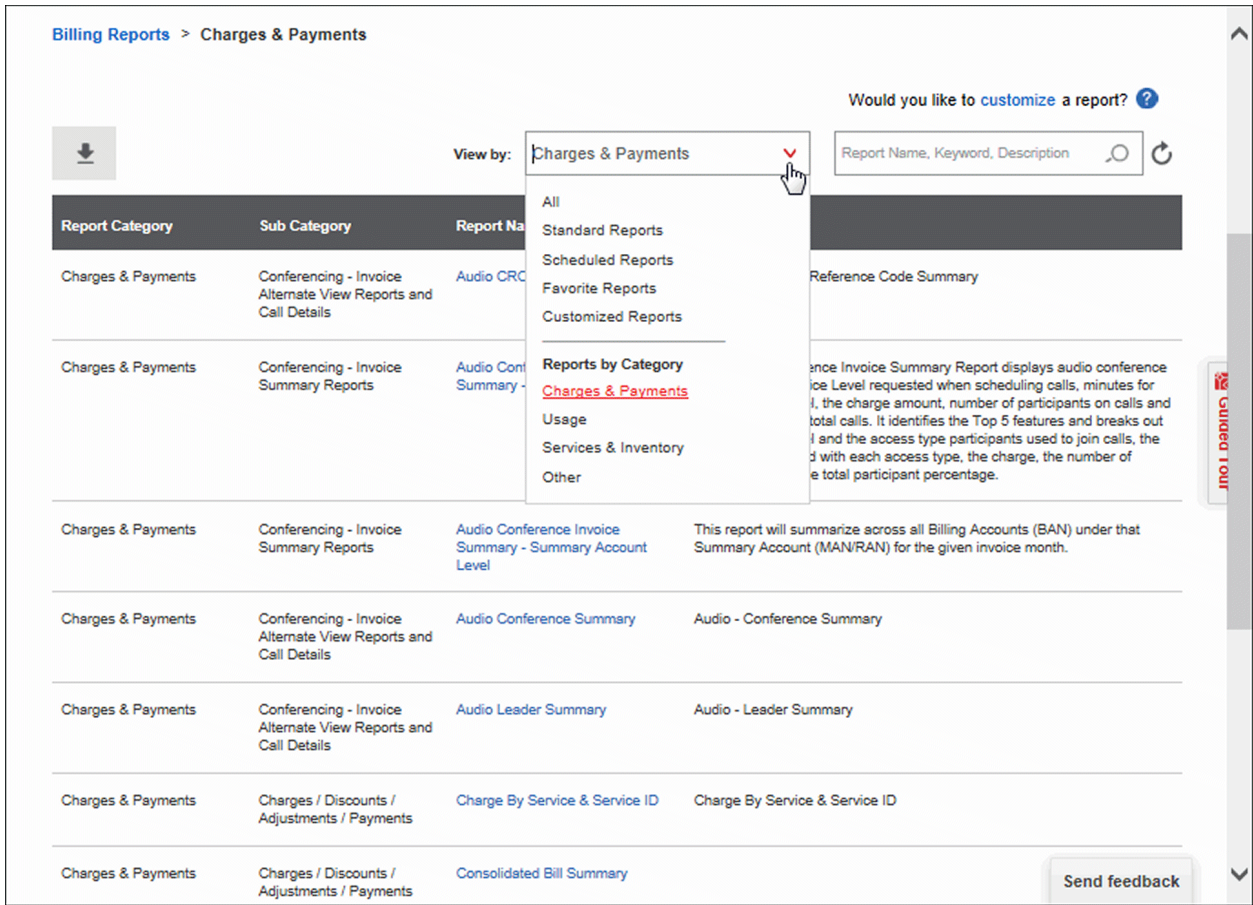 Billing Reports > Charges & Payments
Would you like to customize a report? ?
View by: Charges & Payments
Report Name, Keyword, Description
All
Standard Reports
Scheduled Reports
Favorite Reports
Customized Reports
Reports by Category
Charges & Payments
Usage
Services & Inventory
Other
Report Category Sub Category Report
Charges & Payments
Conferencing - Invoice
Alternate View Reports and
Call Details
Audio
Reference Code Summary
Charges & Payments
Conferencing - Invoice
Summary Reports
Audio
Summary -
Invoice Summary Report displays audio conference
Level requested when scheduling calls, minutes for
the charge amount, number of participants on calls and
total calls. It identifies the Top 5 features and breaks out
and the access type participants used to join calls, the
with each access type, the charge, the number of
total participant percentage.
Charges & Payments
Conferencing - Invoice
Summary Reports
Audio Conference Invoice
Summary - Summary Account
Level
This report will summarize across all Billing Accounts (BAN) under that
Summary Account (MAN/RAN) for the given invoice month.
Charges & Payments
Conferencing - Invoice
Alternate View Reports and
Call Details
Audio Conference Summary
Audio - Conference Summary
Charges & Payments
Conferencing - Invoice
Alternate View Reports and
Call Details
Audio Leader Summary
Audio - Leader Summary
Charges & Payments
Charges / Discounts /
Adjustments / Payments
Charge By Service & Service ID
Charge By Service & Service ID
Charges & Payments
Charges / Discounts /
Adjustments / Payments
Consolidated Bill Summary
Guided Tour
Send feedback